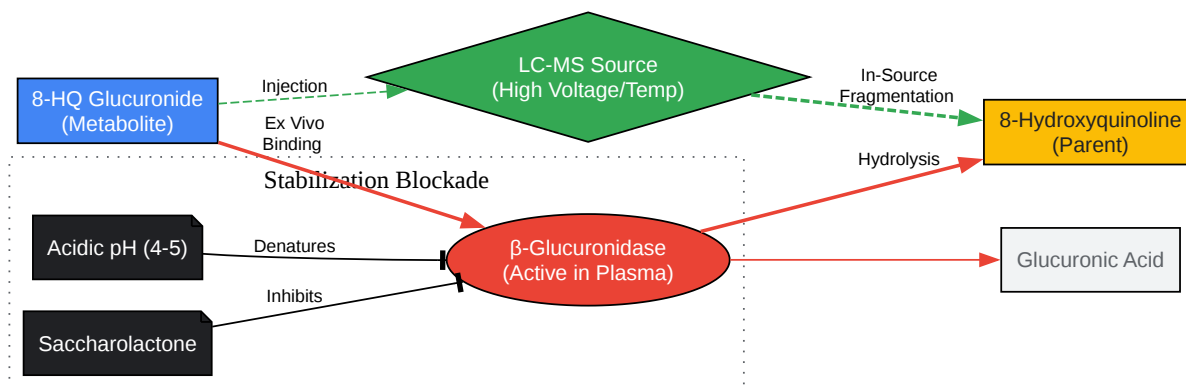 LC-MS Source
(High Voltage/Temp)
Injection
In-Source
Fragmentation
8-HQ Glucuronide
(Metabolite)
8-Hydroxyquinoline
(Parent)
Ex Vivo
Binding
Hydrolysis
Stabilization Blockade
Acidic pH (4-5)
Denatures
β-Glucuronidase
(Active in Plasma)
Glucuronic Acid
Inhibits
Saccharolactone